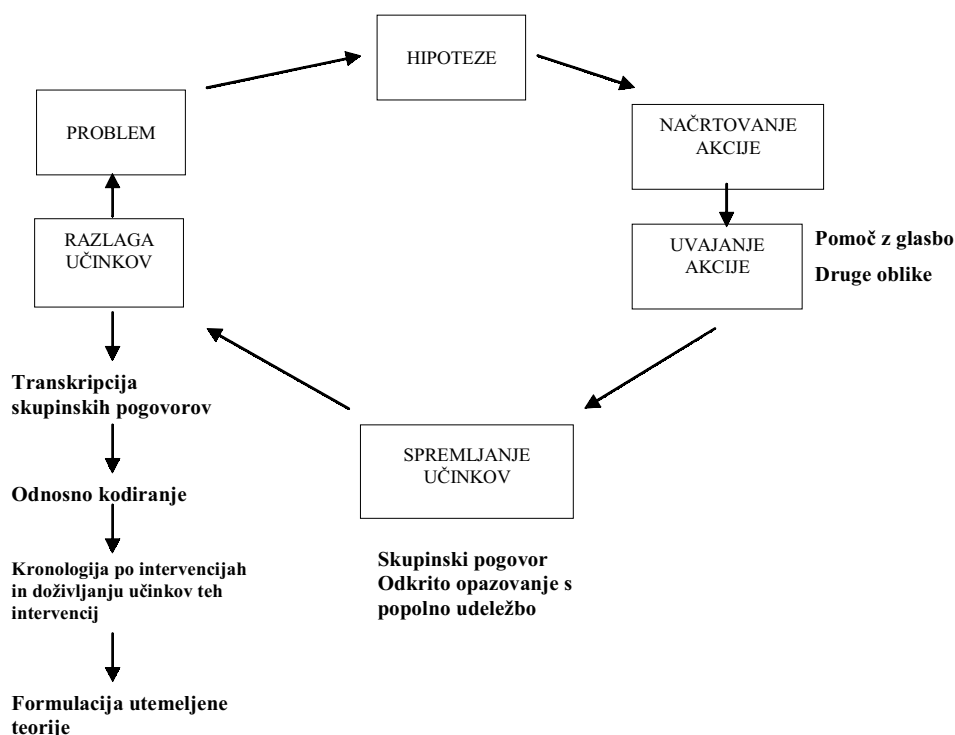 HIPOTEZE
PROBLEM
NAČRTOVANJE
AKCIJE
RAZLAGA
UČINKOV
UVAJANJE
AKCIJE
Pomoč z glasbo
Druge oblike
Transkripcija
skupinskih pogovorov
SPREMLJANJE
UČINKOV
Odnosno kodiranje
Skupinski pogovor
Odkrito opazovanje s
popolno udeležbo
Kronologija po intervencijah
in doživljanju učinkov teh
intervencij
Formulacija utemeljene
teorije